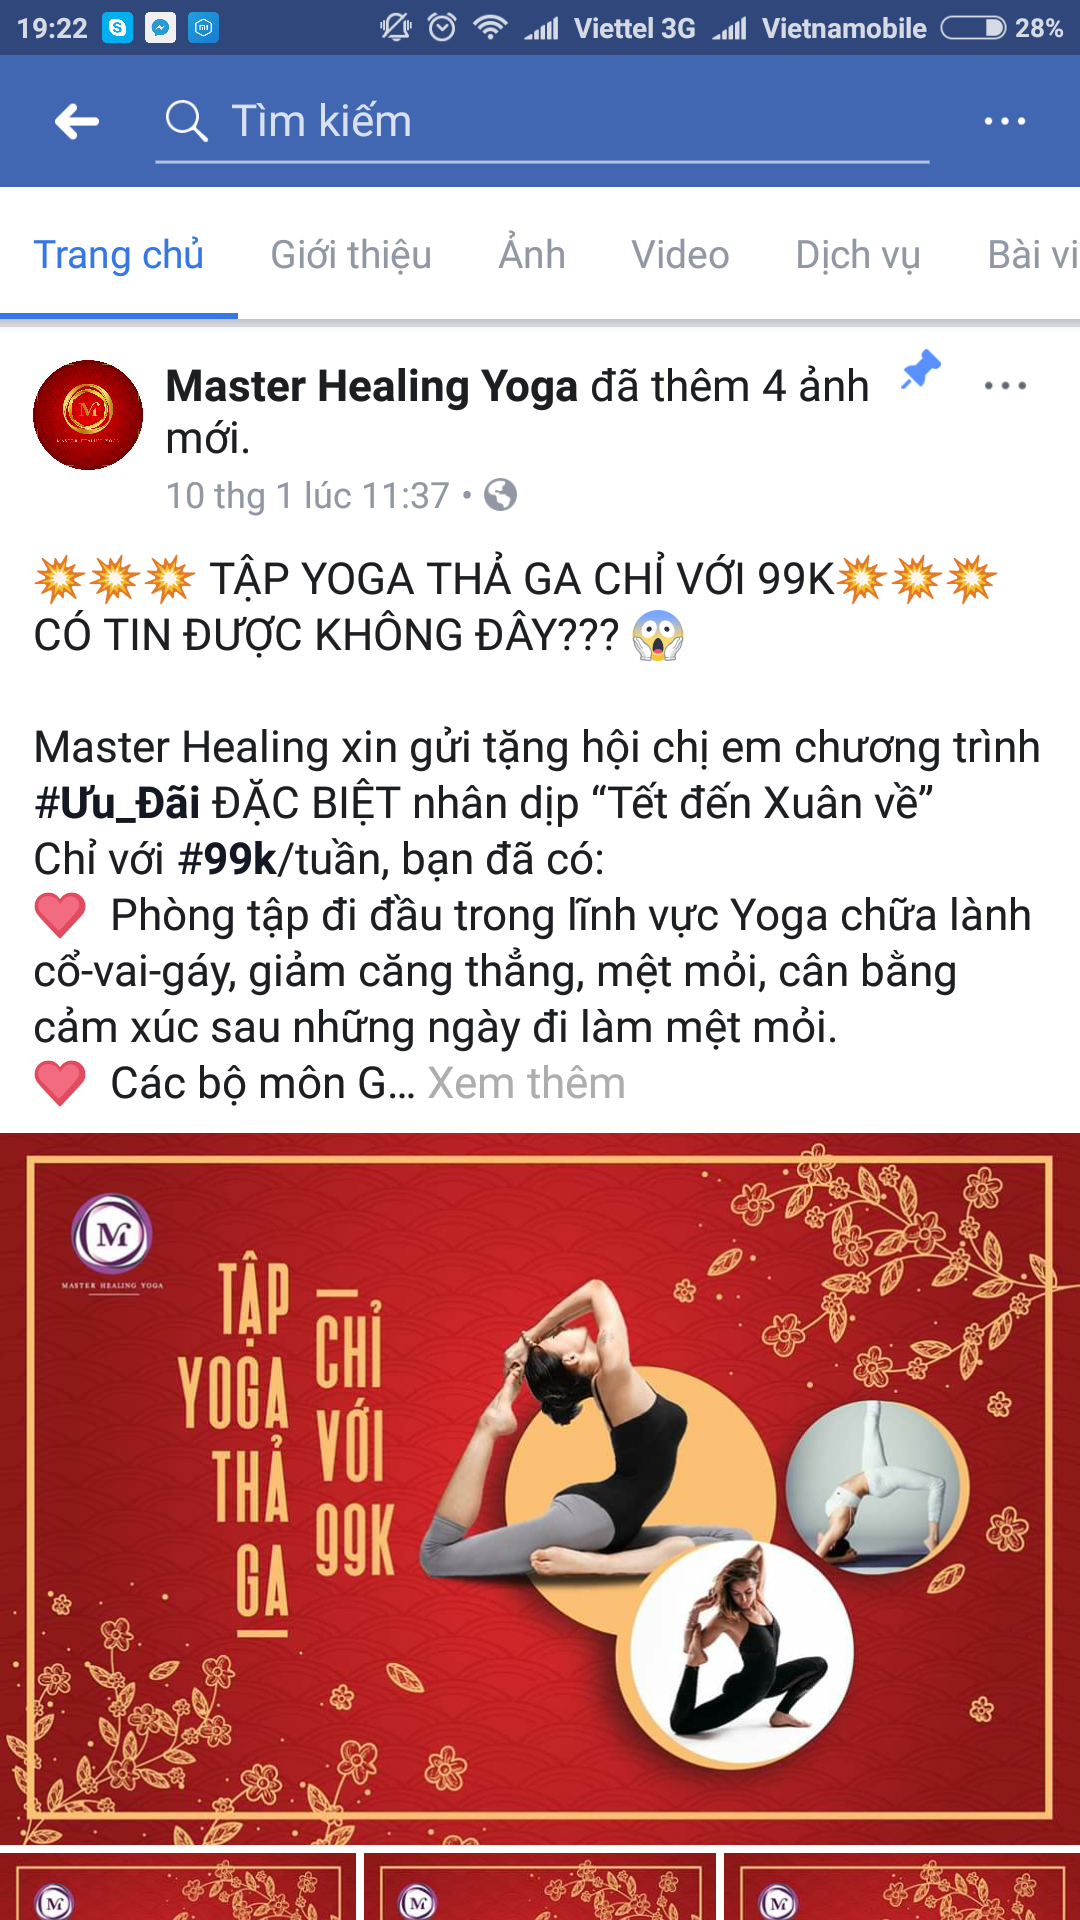 19:22 Viettel 3G Vietnamobile 28%
Tìm kiếm
Trang chủ Giới thiệu Ảnh Video Dịch vụ Bài vi
Master Healing Yoga đã thêm 4 ảnh
mới.
10 thg 1 lúc 11:37 •
💥💥💥 TẬP YOGA THẢ GA CHỈ VỚI 99K💥💥💥
CÓ TIN ĐƯỢC KHÔNG ĐÂY??? 😱
Master Healing xin gửi tặng hội chị em chương trình
#Ưu_Đãi ĐẶC BIỆT nhân dịp “Tết đến Xuân về”
Chỉ với #99k/tuần, bạn đã có:
❤ Phòng tập đi đầu trong lĩnh vực Yoga chữa lành
cổ-vai-gáy, giảm căng thẳng, mệt mỏi, cân bằng
cảm xúc sau những ngày đi làm mệt mỏi.
❤ Các bộ môn G... Xem thêm
M
MASTER HEALING YOGA
TẬP
YOGA
THẢ
GA
CHỈ
VỚI
99K
M
M
M